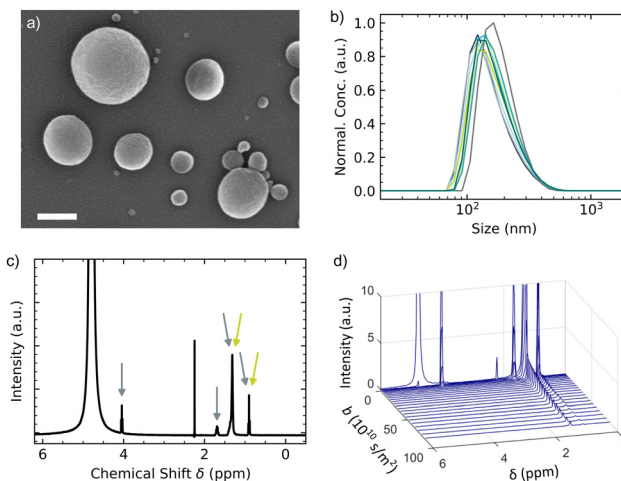 a)
b)
Normal. Conc. (a.u.)
1.0
0.8
0.6
0.4
0.2
0.0
10²
10³
Size (nm)
c)
Intensity (a.u.)
6
4
2
0
Chemical Shift δ (ppm)
d)
Intensity (a.u.)
10
5
0
0
50
100
b (10¹⁰ s/m²)
6
4
2
δ (ppm)